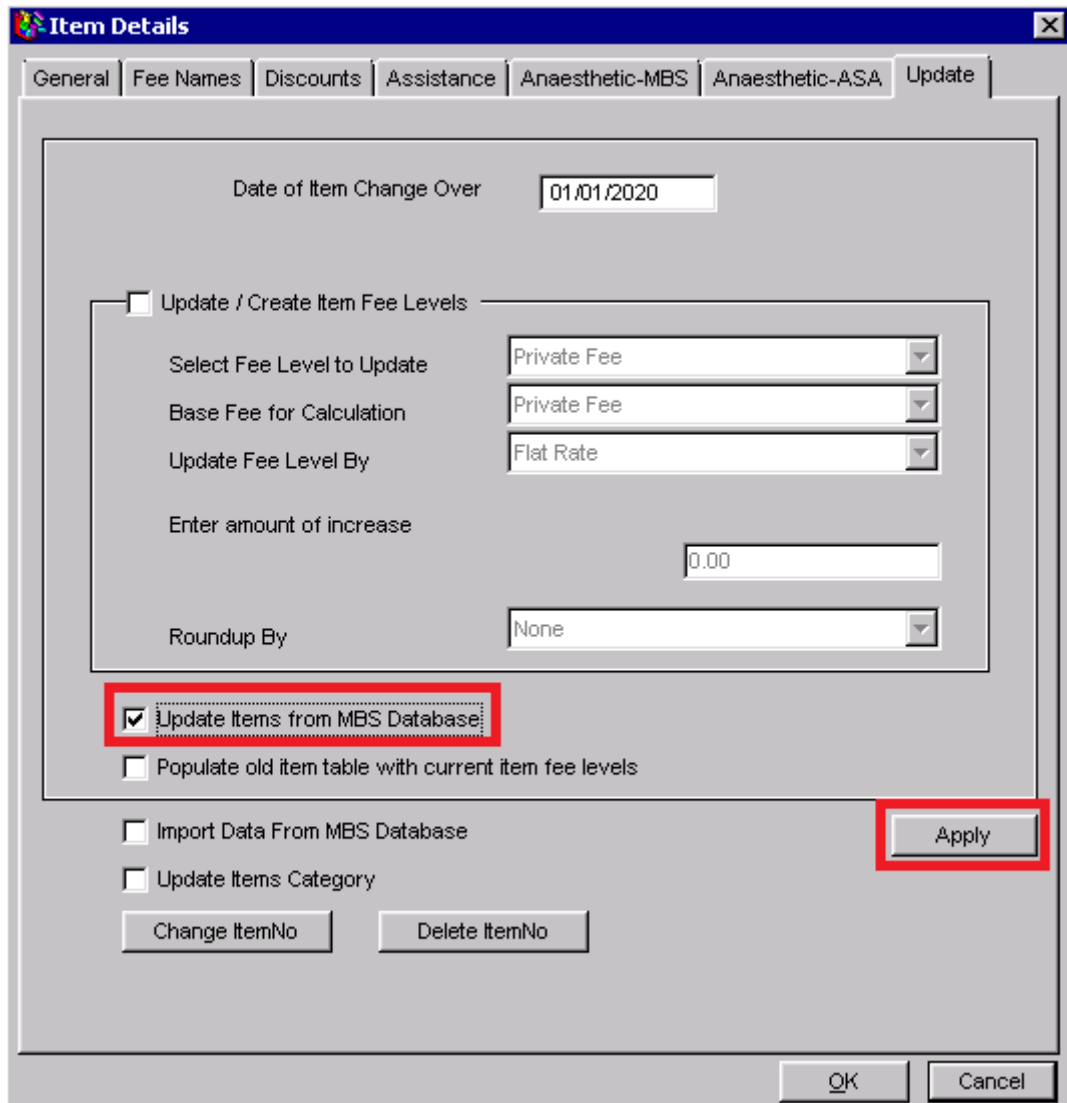 Item Details
General Fee Names Discounts Assistance Anaesthetic-MBS Anaesthetic-ASA Update
Date of Item Change Over 01/01/2020
Update / Create Item Fee Levels
Select Fee Level to Update Private Fee
Base Fee for Calculation Private Fee
Update Fee Level By Flat Rate
Enter amount of increase
0.00
Roundup By None
Update Items from MBS Database
Populate old item table with current item fee levels
Import Data From MBS Database
Apply
Update Items Category
Change ItemNo Delete ItemNo
OK Cancel